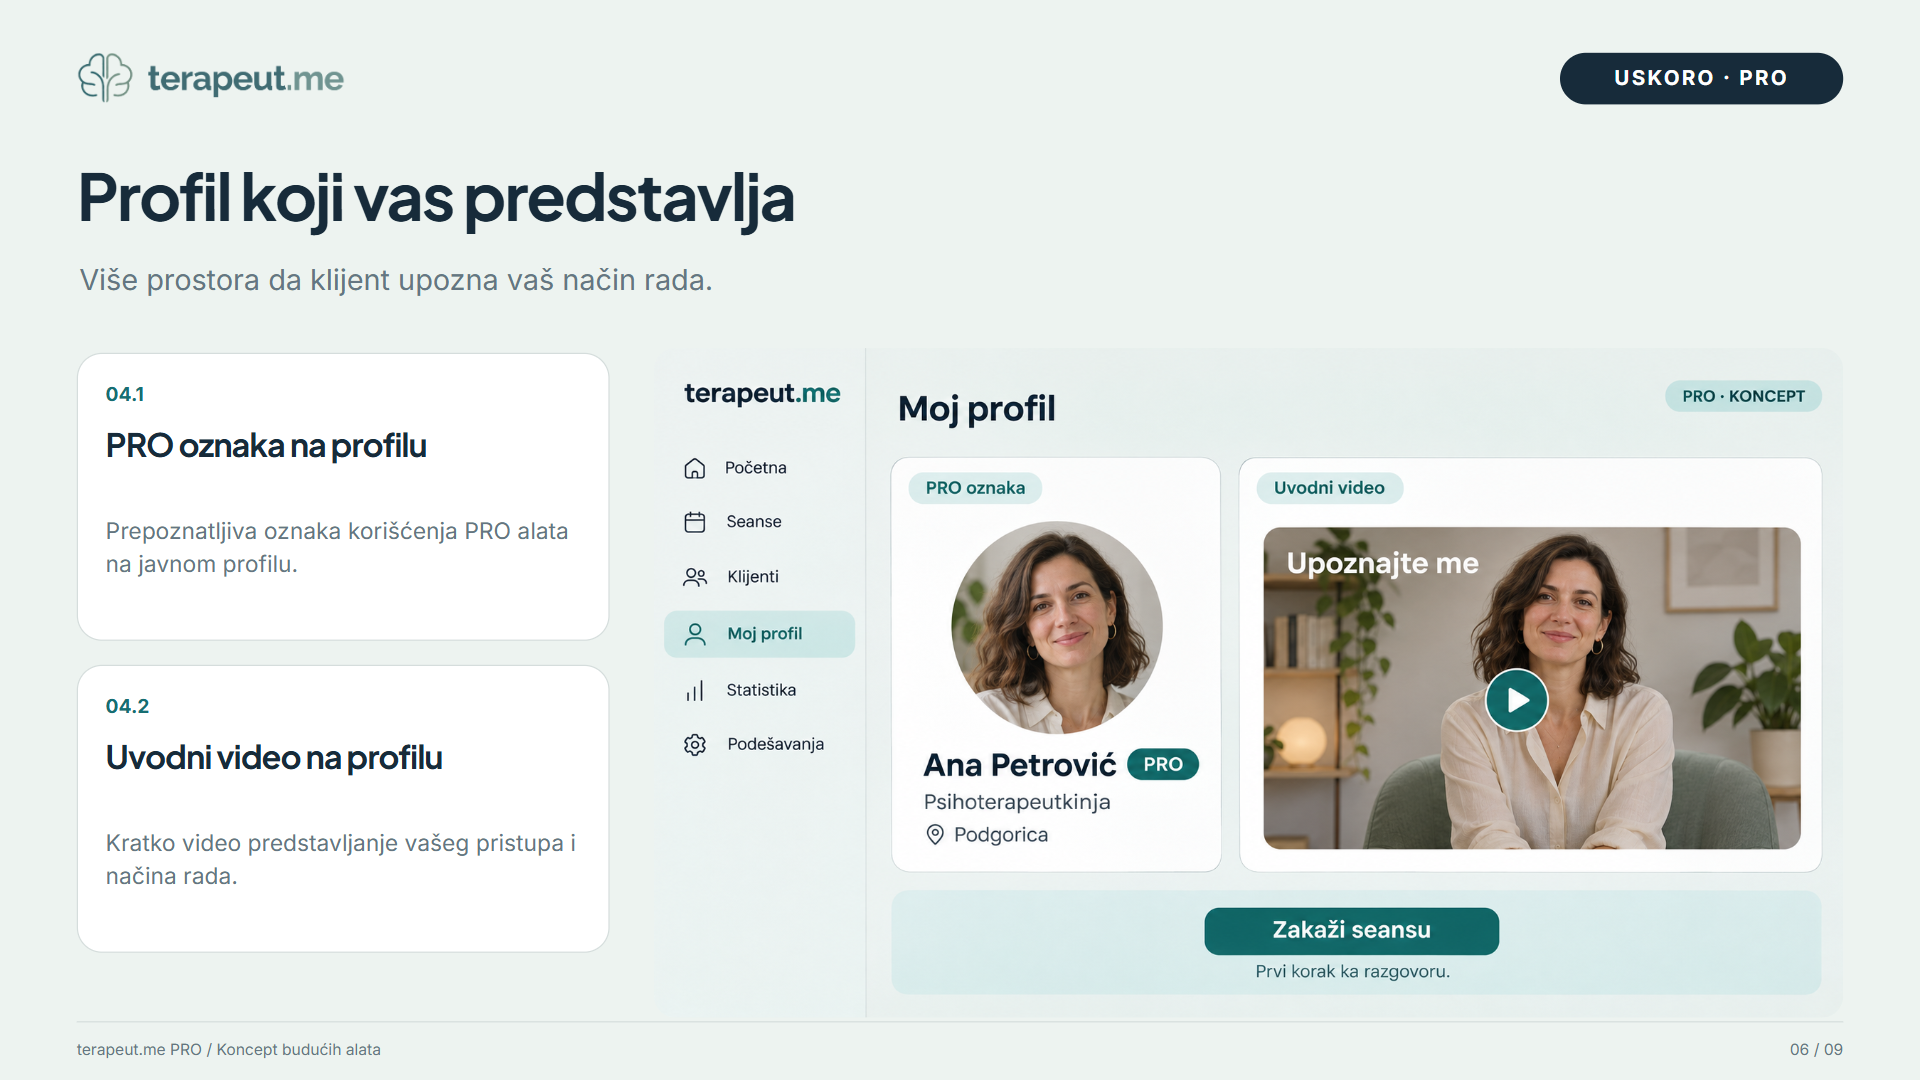 terapeut.me
USKORO · PRO
Profil koji vas predstavlja
Više prostora da klijent upozna vaš način rada.
04.1
PRO oznaka na profilu
Prepoznatljiva oznaka korišćenja PRO alata
na javnom profilu.
04.2
Uvodni video na profilu
Kratko video predstavljanje vašeg pristupa i
načina rada.
terapeut.me
Početna
Seanse
Klijenti
Moj profil
Statistika
Podešavanja
Moj profil
PRO · KONCEPT
PRO oznaka
Ana Petrović PRO
Psihoterapeutkinja
Podgorica
Uvodni video
Upoznajte me
Zakaži seansu
Prvi korak ka razgovoru.
terapeut.me PRO / Koncept budućih alata
06 / 09